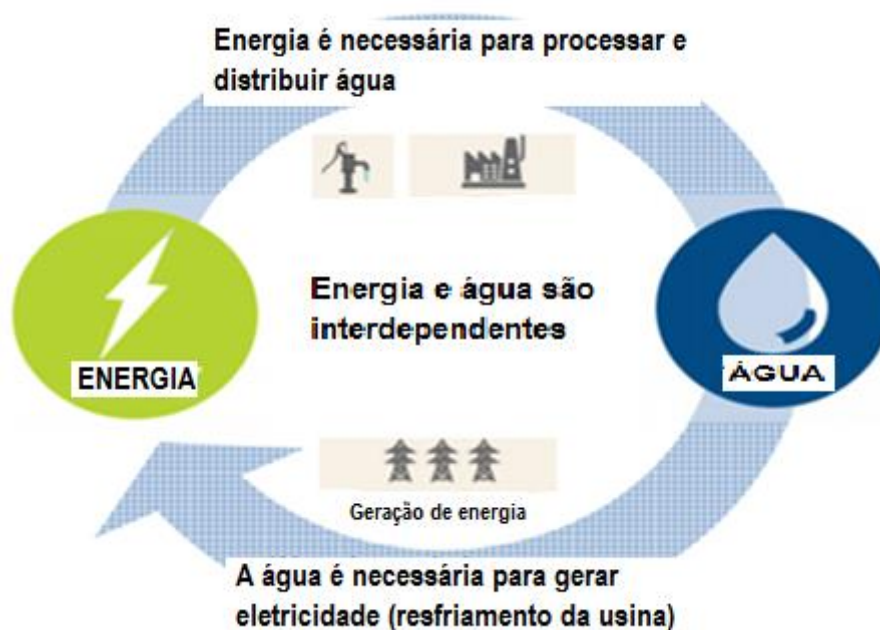 Energia é necessária para processar e
distribuir água
Energia e água são
interdependentes
ENERGIA
ÁGUA
Geração de energia
A água é necessária para gerar
eletricidade (resfriamento da usina)